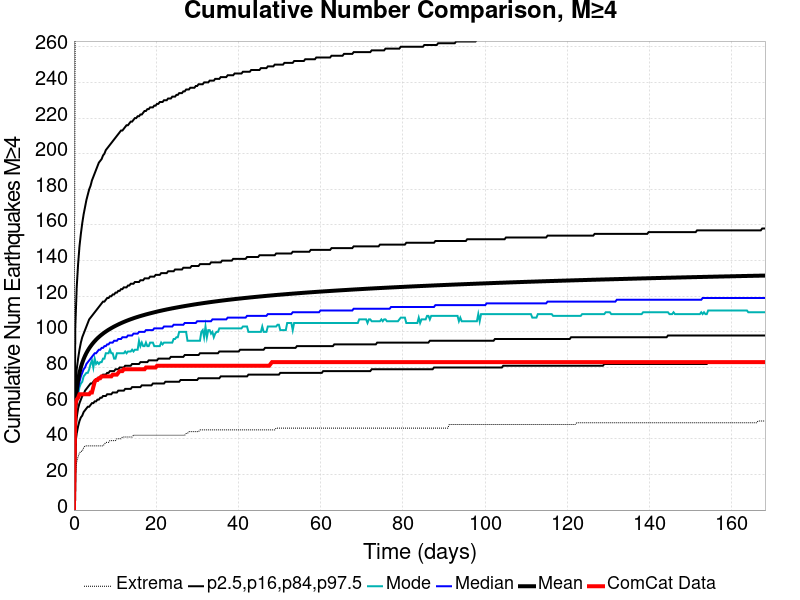 Cumulative Number Comparison, M≥4
Cumulative Num Earthquakes M≥4
260
240
220
200
180
160
140
120
100
80
60
40
20
0
0 20 40 60 80 100 120 140 160
Time (days)
Extrema p2.5,p16,p84,p97.5 Mode Median Mean ComCat Data